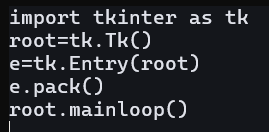 import tkinter as tk
root=tk.Tk()
e=tk.Entry(root)
e.pack()
root.mainloop()